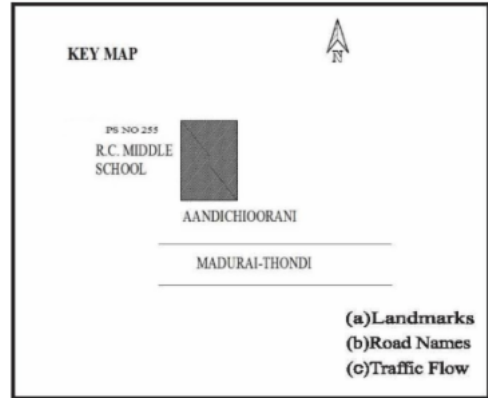 N
KEY MAP
PS NO 255
R.C. MIDDLE
SCHOOL
AANDICHIOORANI
MADURAI-THONDI
(a)Landmarks
(b)Road Names
(c)Traffic Flow